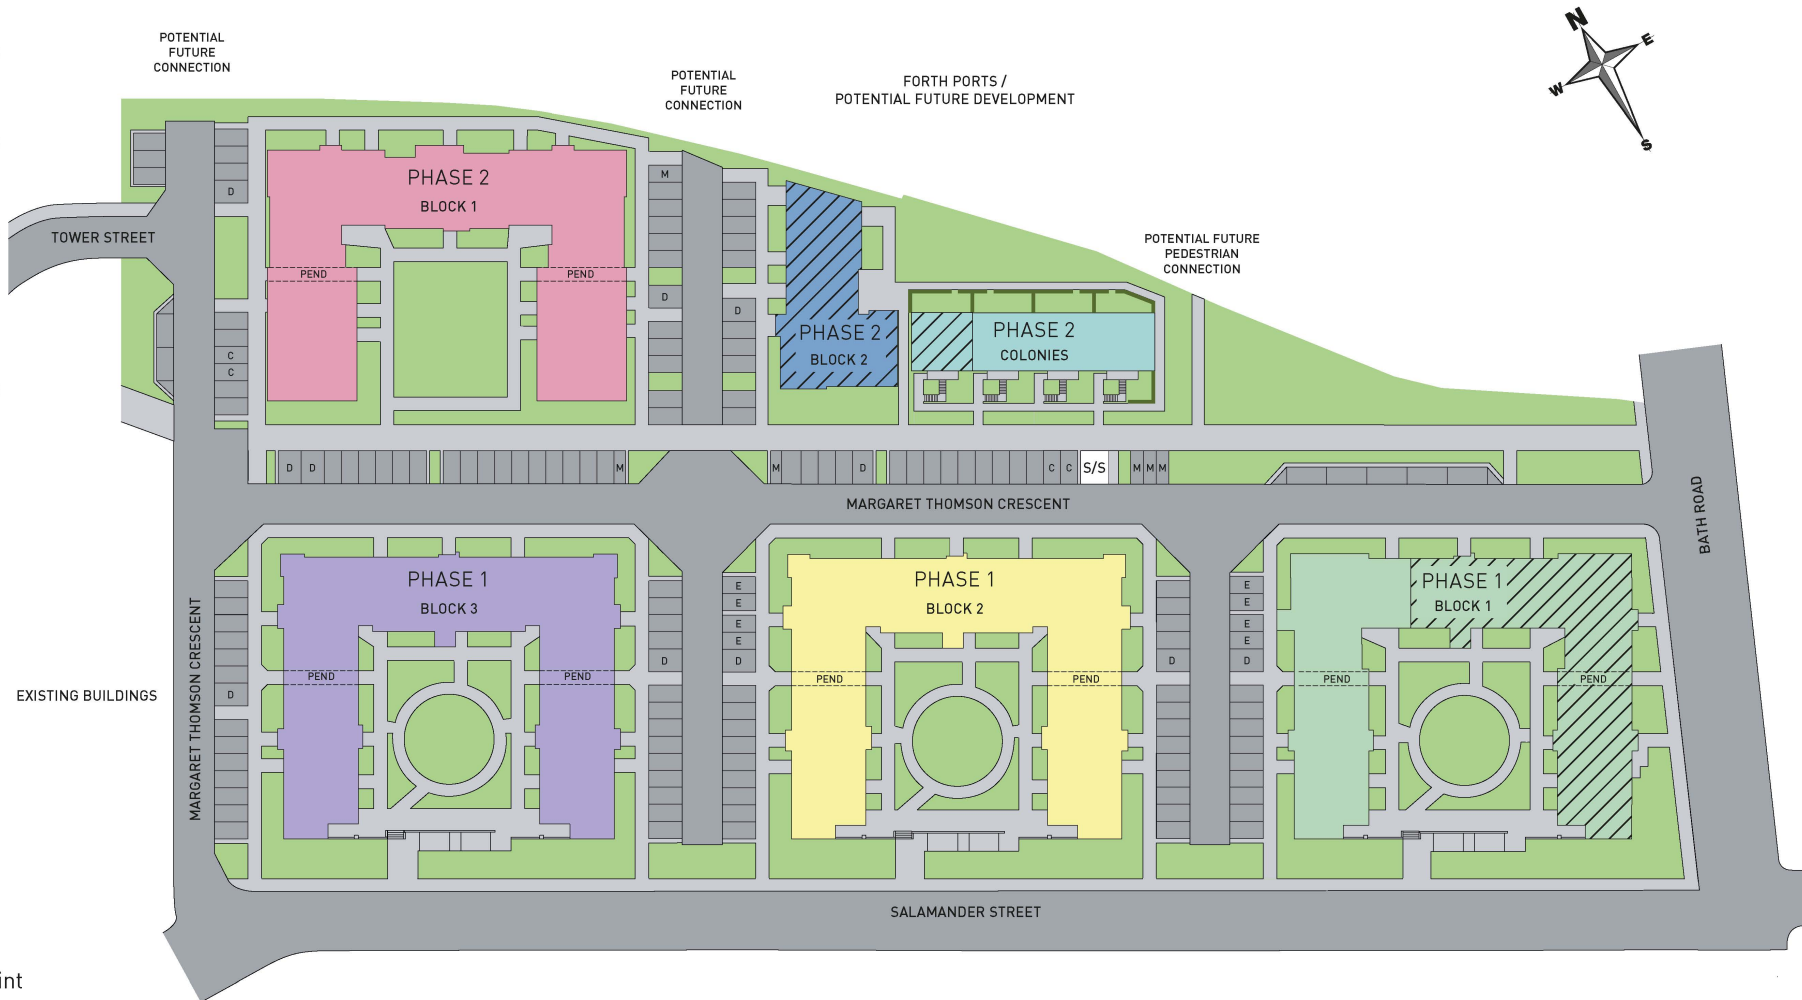 POTENTIAL
FUTURE
CONNECTION
POTENTIAL
FUTURE
CONNECTION
FORTH PORTS /
POTENTIAL FUTURE DEVELOPMENT
N
E
W
S
PHASE 2
BLOCK 1
D
M
TOWER STREET
PEND
PEND
D
D
POTENTIAL FUTURE
PEDESTRIAN
CONNECTION
PHASE 2
BLOCK 2
PHASE 2
COLONIES
C
C
D
D
M
M
D
C
C
S/S
M
M
M
MARGARET THOMSON CRESCENT
BATH ROAD
PHASE 1
BLOCK 3
PHASE 1
BLOCK 2
PHASE 1
BLOCK 1
E
E
E
E
D
D
E
E
E
E
D
D
PEND
PEND
PEND
PEND
PEND
PEND
D
MARGARET THOMSON CRESCENT
EXISTING BUILDINGS
SALAMANDER STREET
int